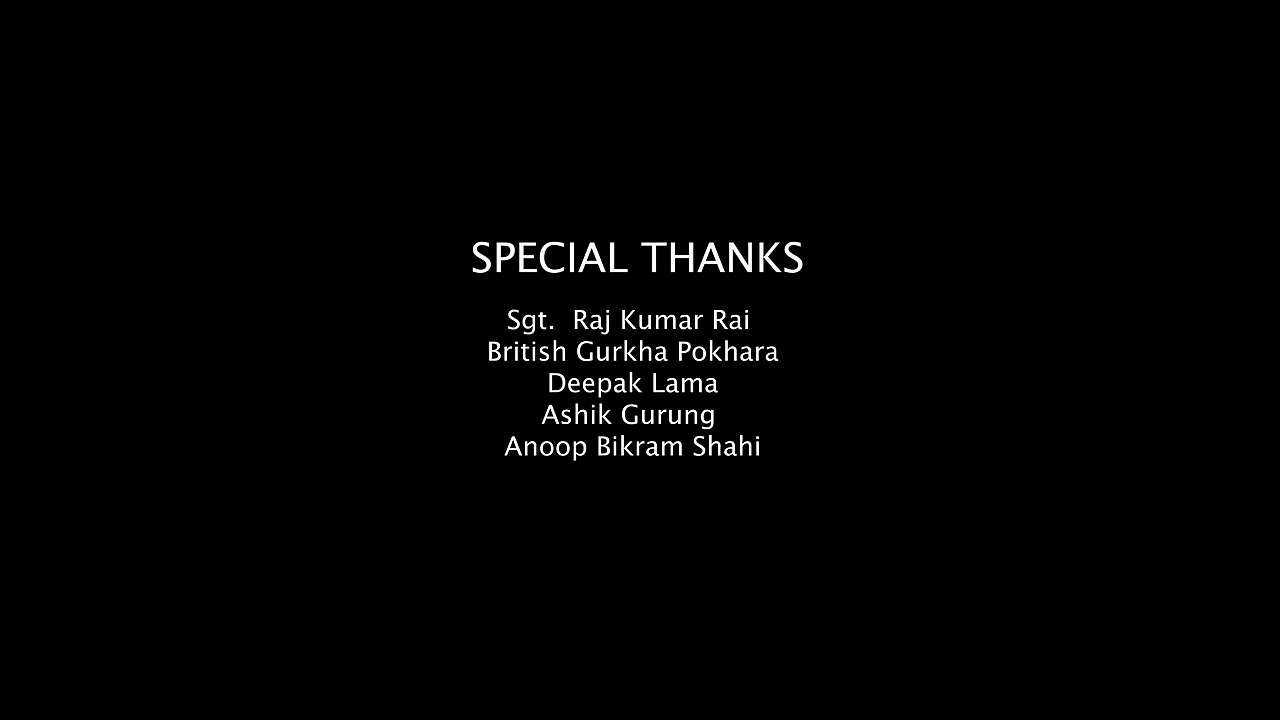 SPECIAL THANKS
Sgt.  Raj Kumar Rai
British Gurkha Pokhara
Deepak Lama
Ashik Gurung
Anoop Bikram Shahi